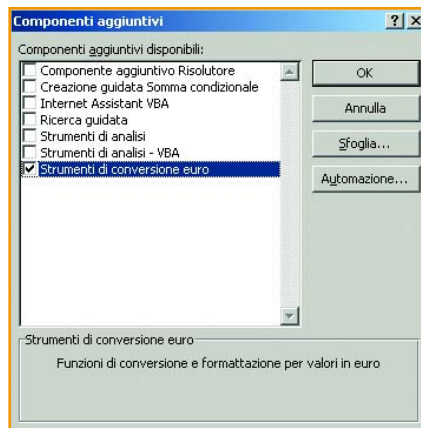 Componenti aggiuntivi
Componenti aggiuntivi disponibili:
Componente aggiuntivo Risolutore
Creazione guidata Somma condizionale
Internet Assistant VBA
Ricerca guidata
Strumenti di analisi
Strumenti di analisi - VBA
Strumenti di conversione euro
OK
Annulla
Sfoglia...
Automazione...
Strumenti di conversione euro
Funzioni di conversione e formattazione per valori in euro